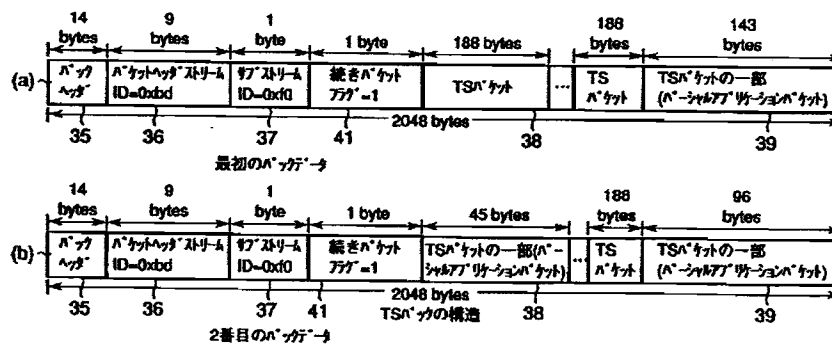 14 bytes
9 bytes
1 byte
1 byte
188 bytes
188 bytes
143 bytes
(a)
パック ヘッダ
パケットヘッダストリーム ID=0xbd
サブストリーム ID=0xf0
続きパケット フラグ=1
TSパケット
...
TS パケット
TSパケットの一部 (パーシャルアプリケーションパケット)
2048 bytes
35
36
37
41
38
39
最初のパックデータ
14 bytes
9 bytes
1 byte
1 byte
45 bytes
188 bytes
96 bytes
(b)
パック ヘッダ
パケットヘッダストリーム ID=0xbd
サブストリーム ID=0xf0
続きパケット フラグ=1
TSパケットの一部(パーシャルアプリケーションパケット)
...
TS パケット
TSパケットの一部 (パーシャルアプリケーションパケット)
2048 bytes
35
36
37
41
TSパックの構造
38
39
2番目のパックデータ